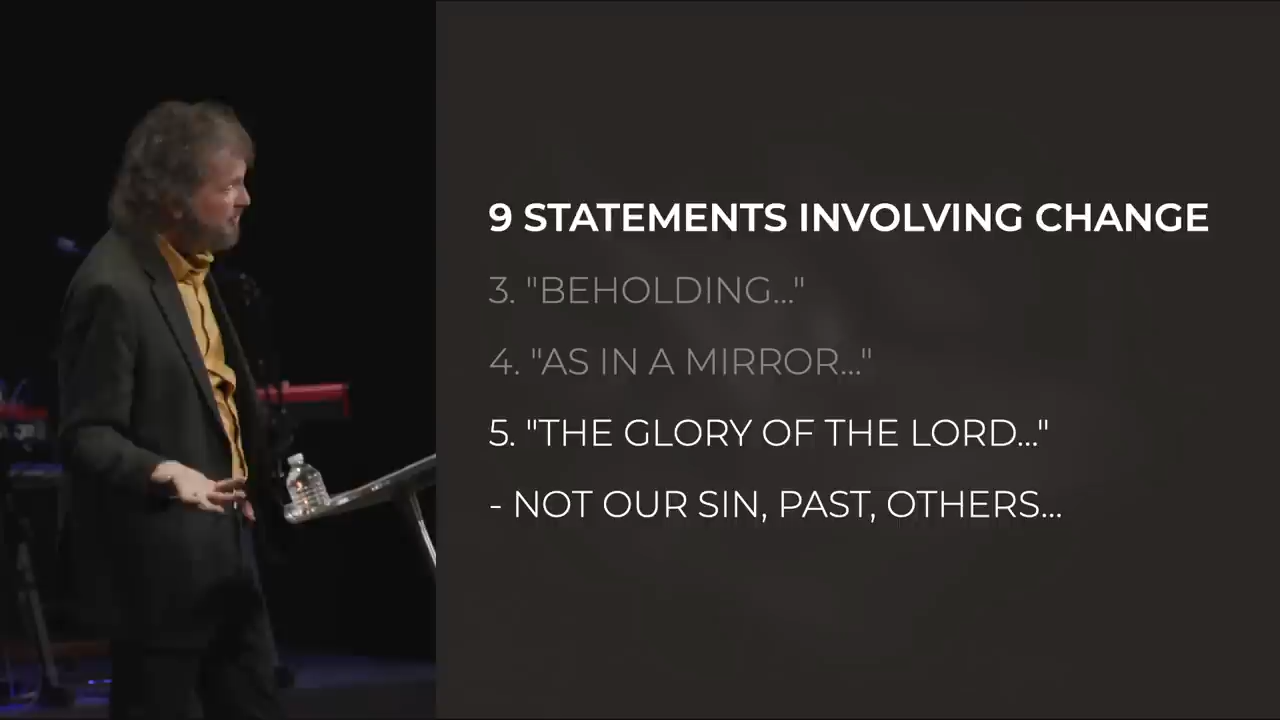 9 STATEMENTS INVOLVING CHANGE
3. "BEHOLDING..."
4. "AS IN A MIRROR..."
5. "THE GLORY OF THE LORD..."
- NOT OUR SIN, PAST, OTHERS...